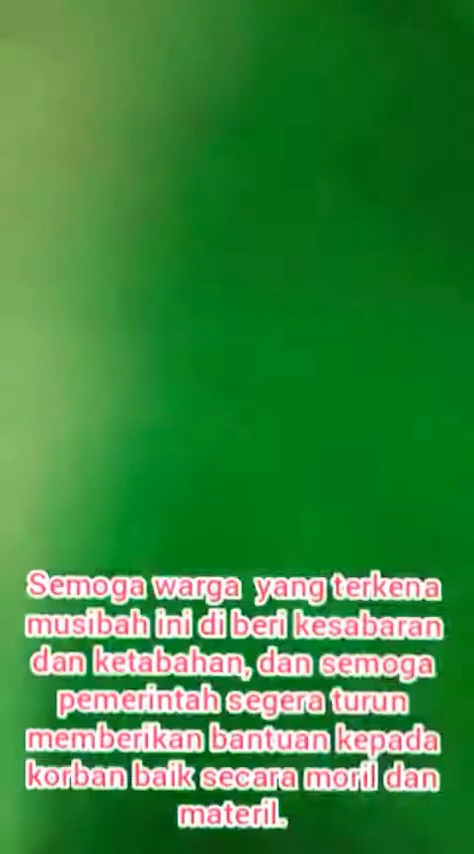 Semoga warga yang terkena
musibah ini di beri kesabaran
dan ketabahan, dan semoga
pemerintah segera turun
memberikan bantuan kepada
korban baik secara moril dan
materil.